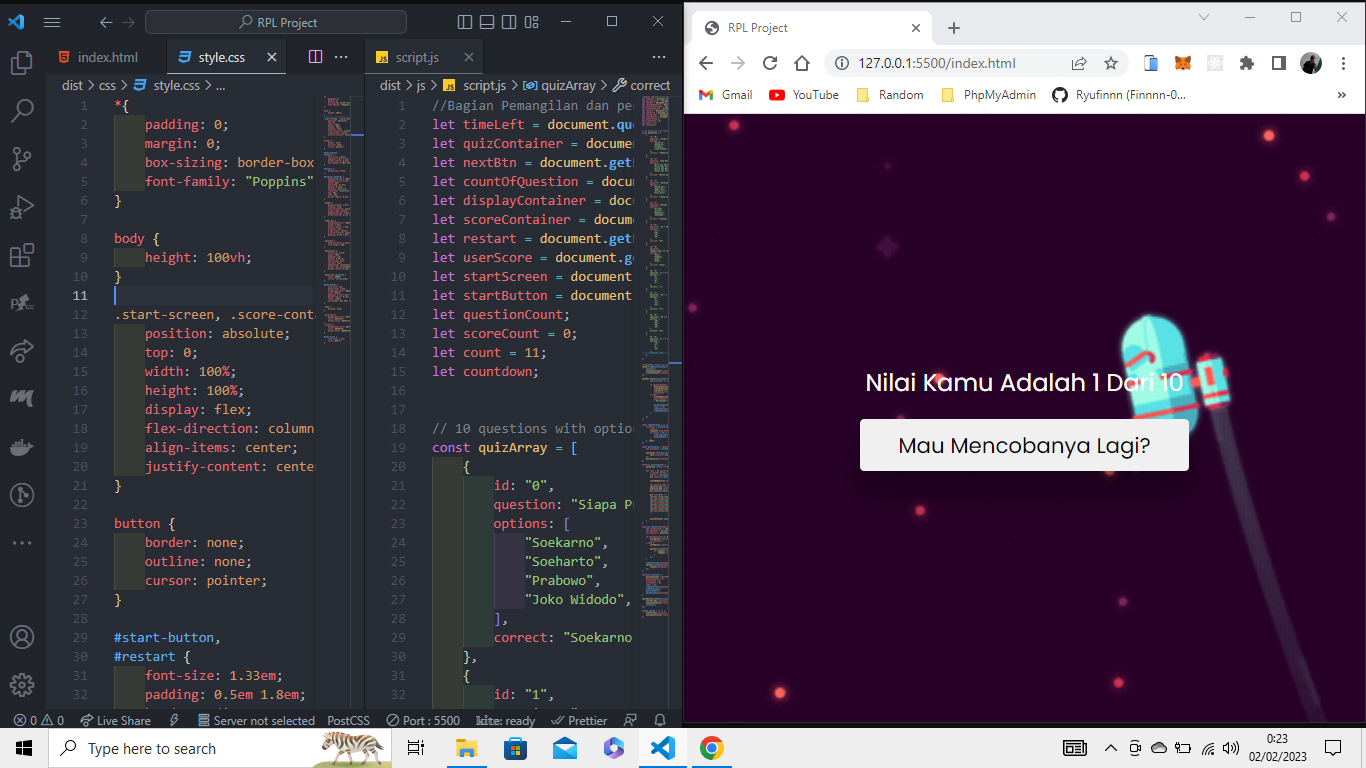 RPL Project
index.html
style.css
script.js
dist > css > style.css > ...
dist > js > script.js > quizArray > correct
1 *{
2 padding: 0;
3 margin: 0;
4 box-sizing: border-box
5 font-family: "Poppins"
6 }
7
8 body {
9 height: 100vh;
10 }
11
12 .start-screen, .score-cont
13 position: absolute;
14 top: 0;
15 width: 100%;
16 height: 100%;
17 display: flex;
18 flex-direction: column
19 align-items: center;
20 justify-content: cente
21 }
22
23 button {
24 border: none;
25 outline: none;
26 cursor: pointer;
27 }
28
29 #start-button,
30 #restart {
31 font-size: 1.33em;
32 padding: 0.5em 1.8em;
1 //Bagian Pemangilan dan pe
2 let timeLeft = document.qu
3 let quizContainer = docume
4 let nextBtn = document.get
5 let countOfQuestion = docu
6 let displayContainer = doc
7 let scoreContainer = docum
8 let restart = document.get
9 let userScore = document.g
10 let startScreen = document
11 let startButton = document
12 let questionCount;
13 let scoreCount = 0;
14 let count = 11;
15 let countdown;
16
17
18 // 10 questions with optio
19 const quizArray = [
20 {
21 id: "0",
22 question: "Siapa P
23 options: [
24 "Soekarno",
25 "Soeharto",
26 "Prabowo",
27 "Joko Widodo",
28 ],
29 correct: "Soekarno
30 },
31 {
32 id: "1",
0 0 Live Share Server not selected PostCSS Port : 5500 kite: ready Prettier
RPL Project
127.0.0.1:5500/index.html
Gmail YouTube Random PhpMyAdmin Ryufinnn (Finnnn-0... »
Nilai Kamu Adalah 1 Dari 10
Mau Mencobanya Lagi?
Type here to search
0:23
02/02/2023